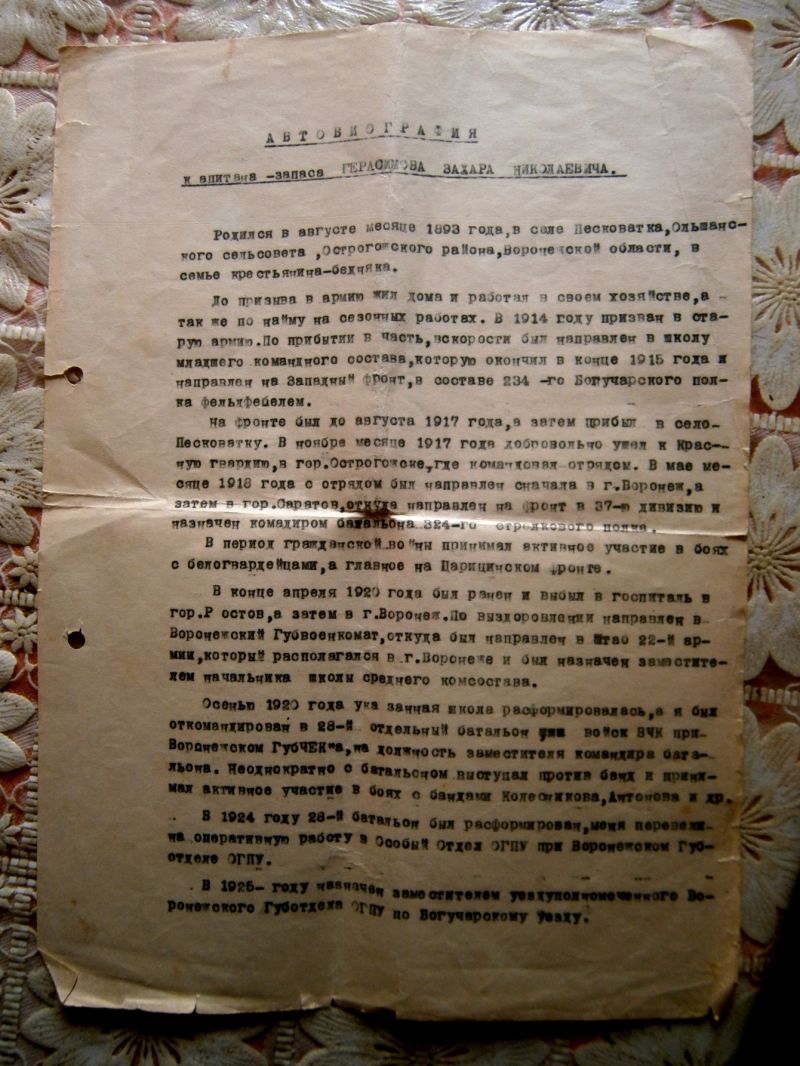 АВТОБИОГРАФИЯ
к апитана -запаса ГЕРАСИМОВА ЗАХАРА НИКОЛАЕВИЧА.
Родился в августе месяце 1893 года,в селе Песковатка,Ольшанс-
кого сельсовета ,Острогожского района,Воронежской области, в
семье крестьянина-бедняка.
До призыва в армию жил дома и работал в своем хозяйстве,а -
так же по найму на сезонных работах. В 1914 году призван в ста-
рую армию.По прибытии в часть,вскорости был направлен в школу
младшего командного состава,которую окончил в конце 1915 года и
направлен на Западный фронт,в составе 234 -го Богучарского пол-
ка фельдфебелем.
На фронте был до августа 1917 года,а затем прибыл в село-
Песковатку. В ноябре месяце 1917 года добровольно ушел к Крас--
ную гвардию,в гор.Острогожске,где командовал отрядом. В мае ме-
сяце 1918 года с отрядом был направлен сначала в г.Воронеж,а
затем в гор.Саратов,откуда направлен на фронт в 37-ю дивизию и
назначен комадиром батальона 324-го стрелкового полка.
В период гражданской войны принимал активное участие в боях
с белогвардейцами,а главное на Царицинском фронте.
В конце апреля 1920 года был ранен и выбыл в госпиталь в
гор.Р остов,а затем в г.Воронеж.По выздоровлении направлен в
Воронежский Губвоенкомат,откуда был направлен в Штаб 22-й ар-
мии,который располагался в .г.Воронеже и был назначен заместите-
лем начальника школы среднего комсостава.
Осенью 1920 года ука занная школа расформировалась,а я был
откомандирован в 28-й отдельный батальон войск ВЧК при-
Воронежском ГубЧЕК"а,на должность заместителя командира бата-
льона. Неоднократно с батальоном выступал против банд и прини-
мал активное участие в боях с бандами Колесникова,Антонова и др.
В 1924 году 28-й батальон был расформирован,меня перевели-
на оперативную работу в Особый Отдел ОГПУ при Воронежском Губ-
отделе ОГПУ.
В 1925- году назначен заместителем уездуполномоченного Во-
ронежского Губотдела ОГПУ по Богучарскому уезду.